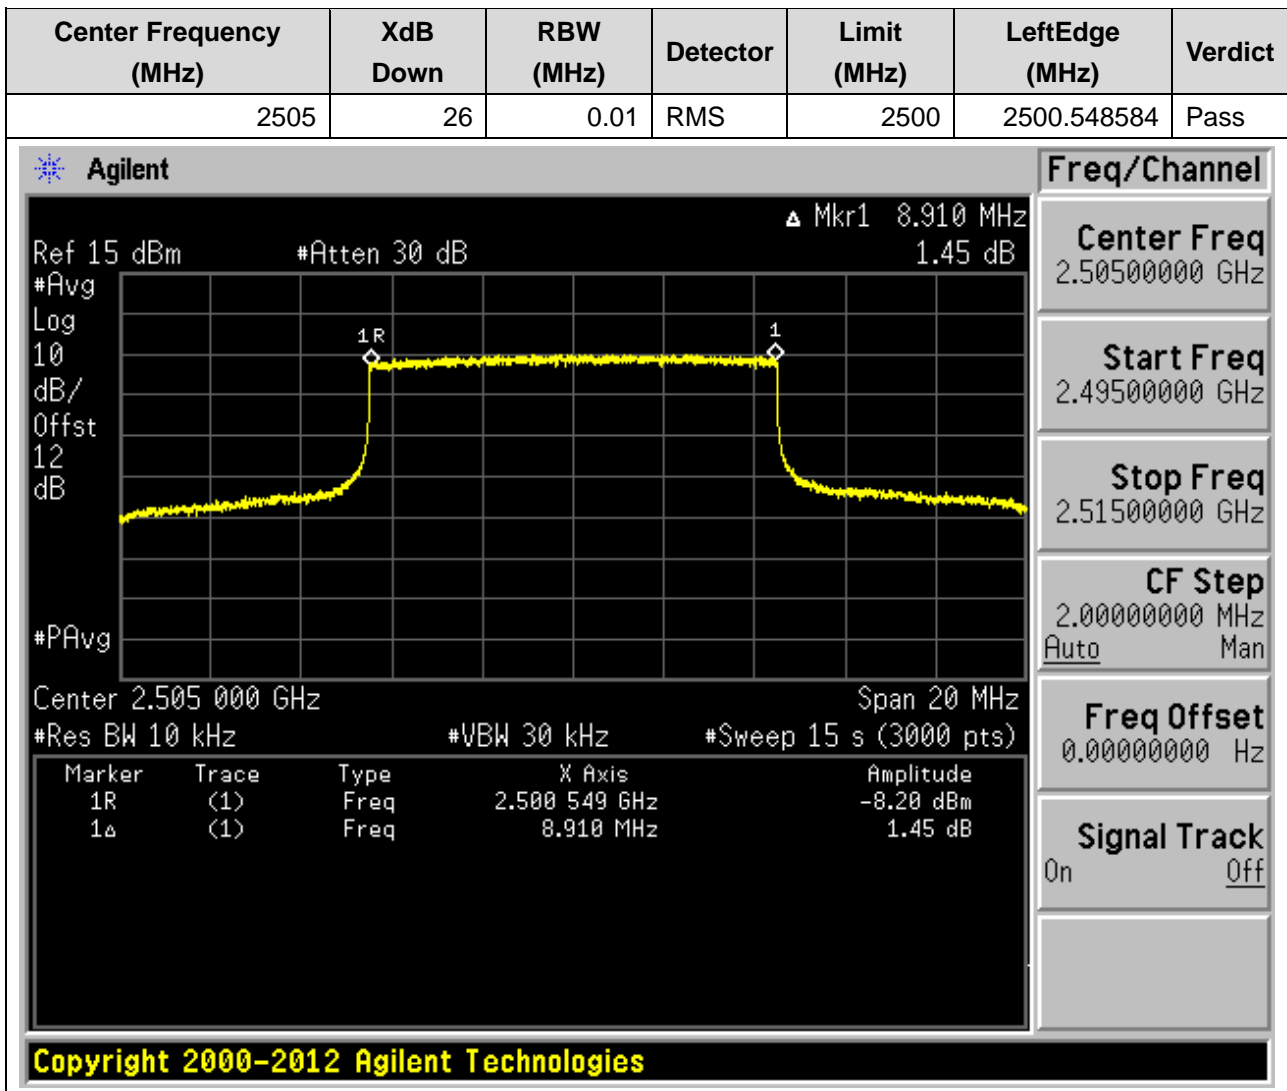 Center Frequency (MHz) XdB Down RBW (MHz) Detector Limit (MHz) LeftEdge (MHz) Verdict
2505 26 0.01 RMS 2500 2500.548584 Pass
Agilent
Freq/Channel
Δ Mkr1 8.910 MHz
Ref 15 dBm #Atten 30 dB 1.45 dB
#Avg
Log
10
dB/
Offst
12
dB
1R
1
#PAvg
Center 2.505 000 GHz Span 20 MHz
#Res BW 10 kHz #VBW 30 kHz #Sweep 15 s (3000 pts)
Marker Trace Type X Axis Amplitude
1R (1) Freq 2.500 549 GHz -8.20 dBm
1Δ (1) Freq 8.910 MHz 1.45 dB
Center Freq
2.50500000 GHz
Start Freq
2.49500000 GHz
Stop Freq
2.51500000 GHz
CF Step
2.00000000 MHz
Auto Man
Freq Offset
0.00000000 Hz
Signal Track
On Off
Copyright 2000-2012 Agilent Technologies